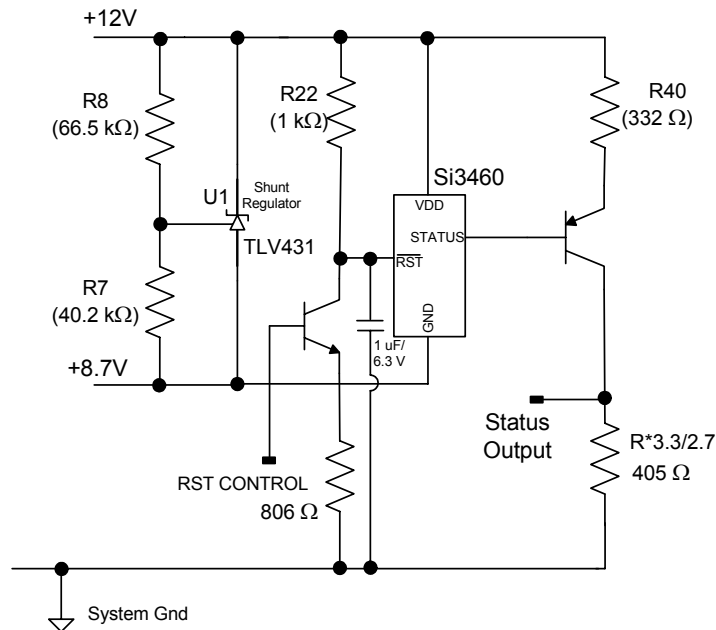 +12V
R8
(66.5 kΩ)
R22
(1 kΩ)
R40
(332 Ω)
Si3460
U1
Shunt
Regulator
TLV431
VDD
STATUS
RST
GND
R7
(40.2 kΩ)
1 uF/
6.3 V
+8.7V
Status
Output
R*3.3/2.7
405 Ω
RST CONTROL
806 Ω
System Gnd